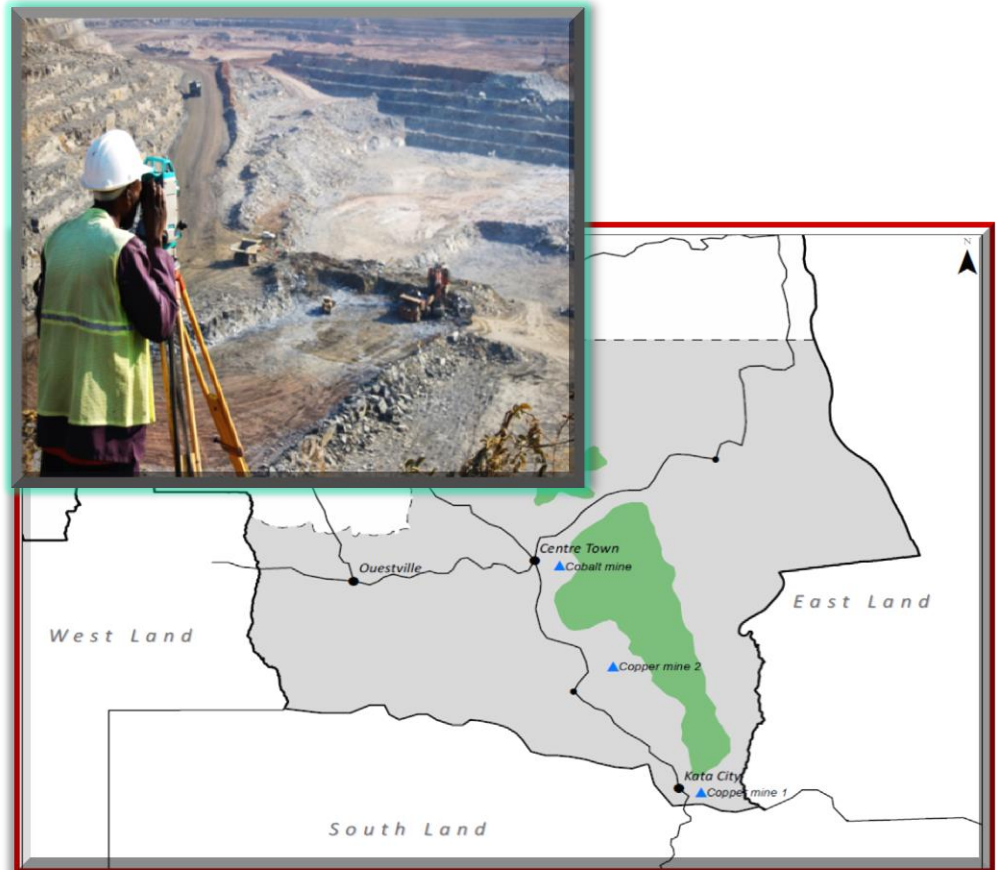 N
Centre Town
Cobalt mine
Ouestville
East Land
West Land
Copper mine 2
Kata City
Copper mine 1
South Land